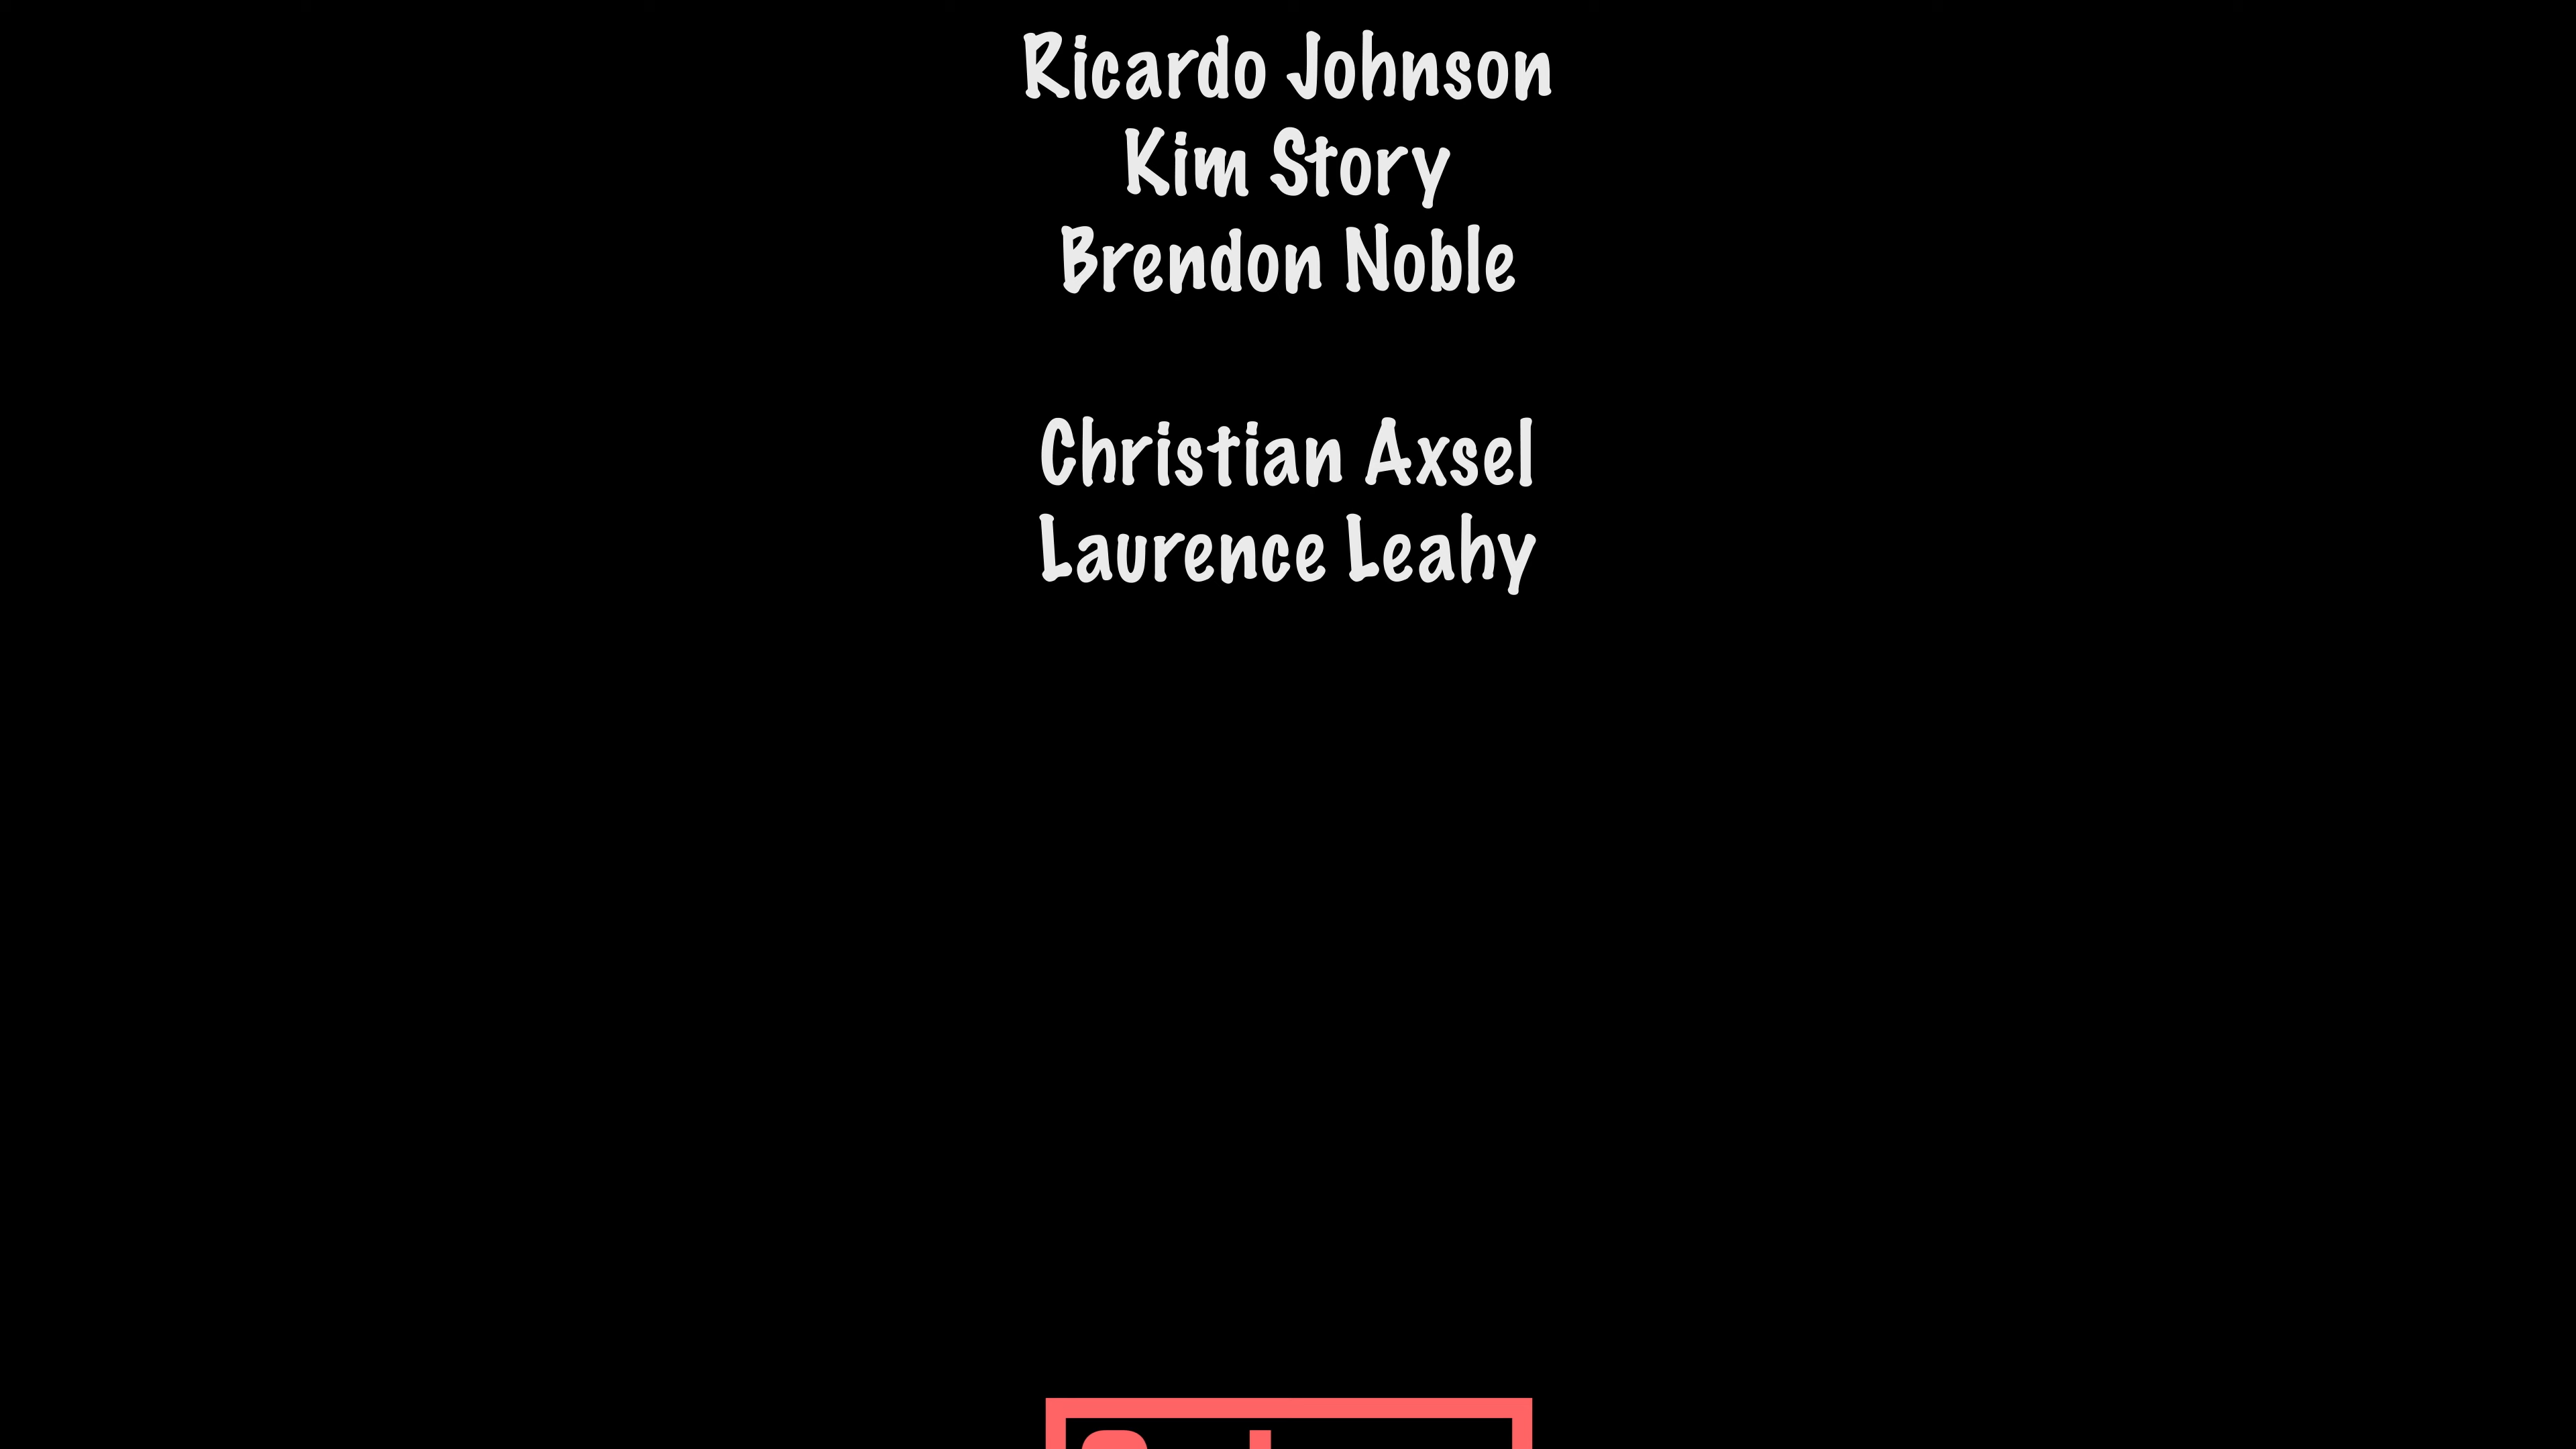 Ricardo Johnson
Kim Story
Brendon Noble
Christian Axsel
Laurence Leahy